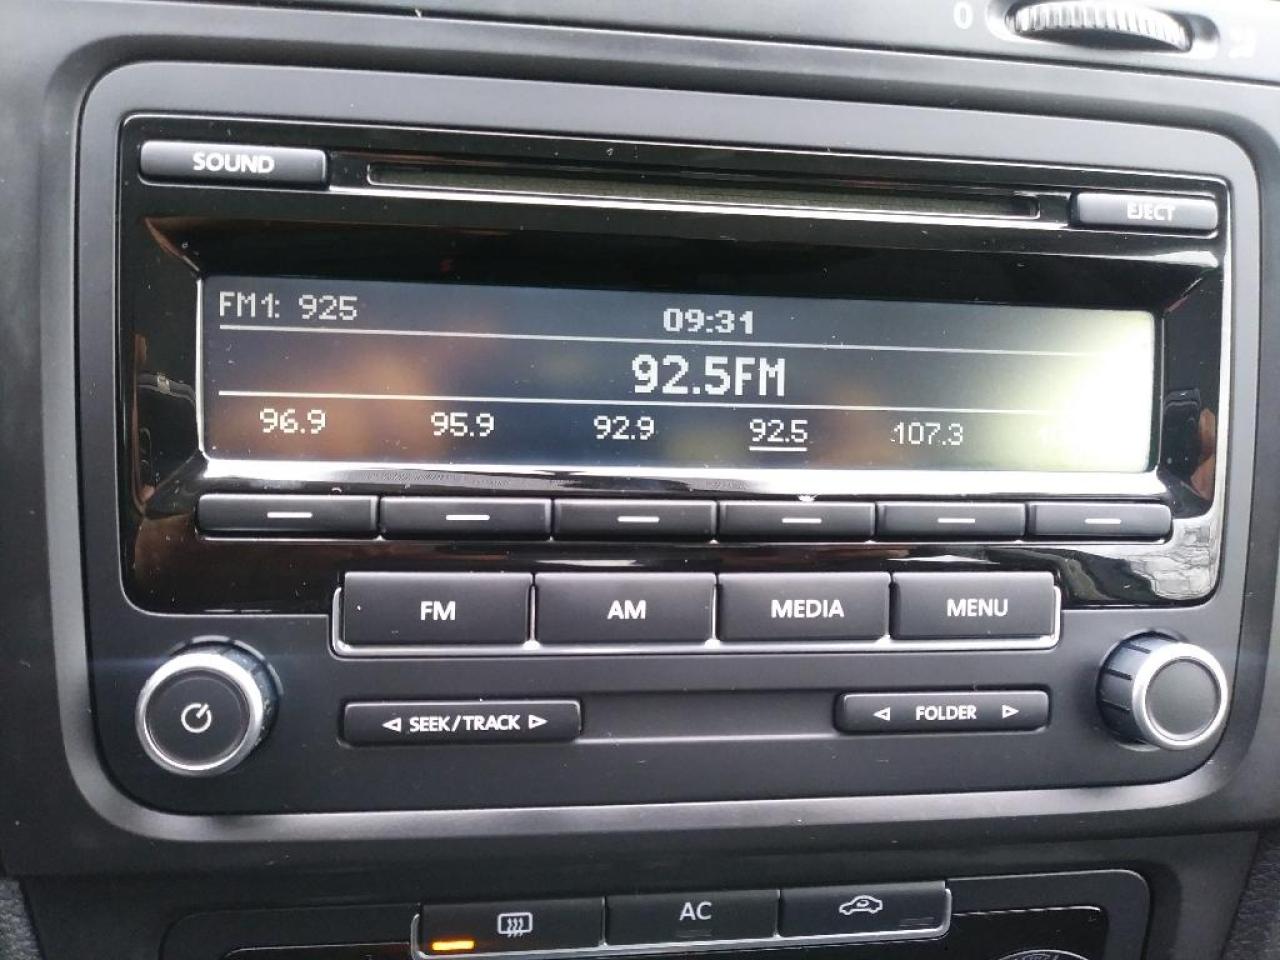 0
SOUND
EJECT
FM1: 925
09:31
92.5FM
96.9 95.9 92.9 92.5 107.3
FM AM MEDIA MENU
SEEK/TRACK FOLDER
AC